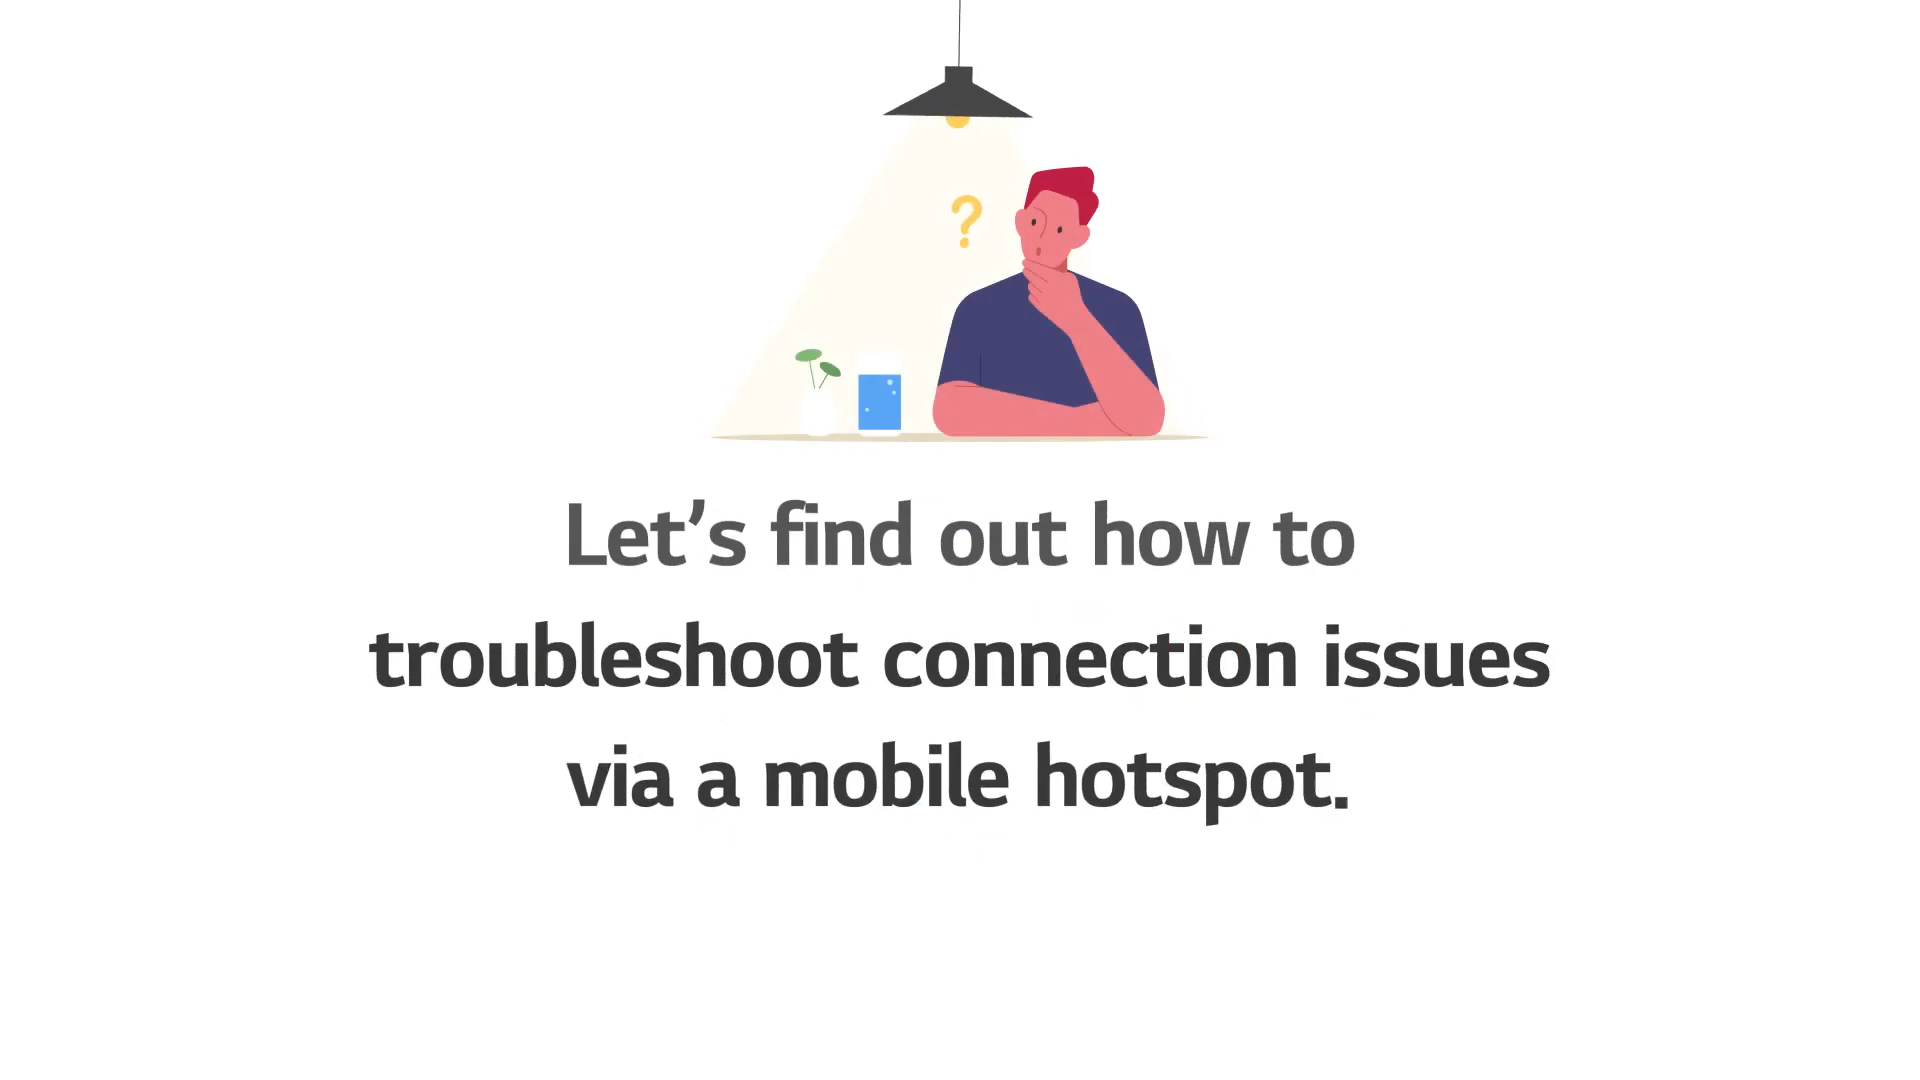 ?
Let’s find out how to
troubleshoot connection issues
via a mobile hotspot.